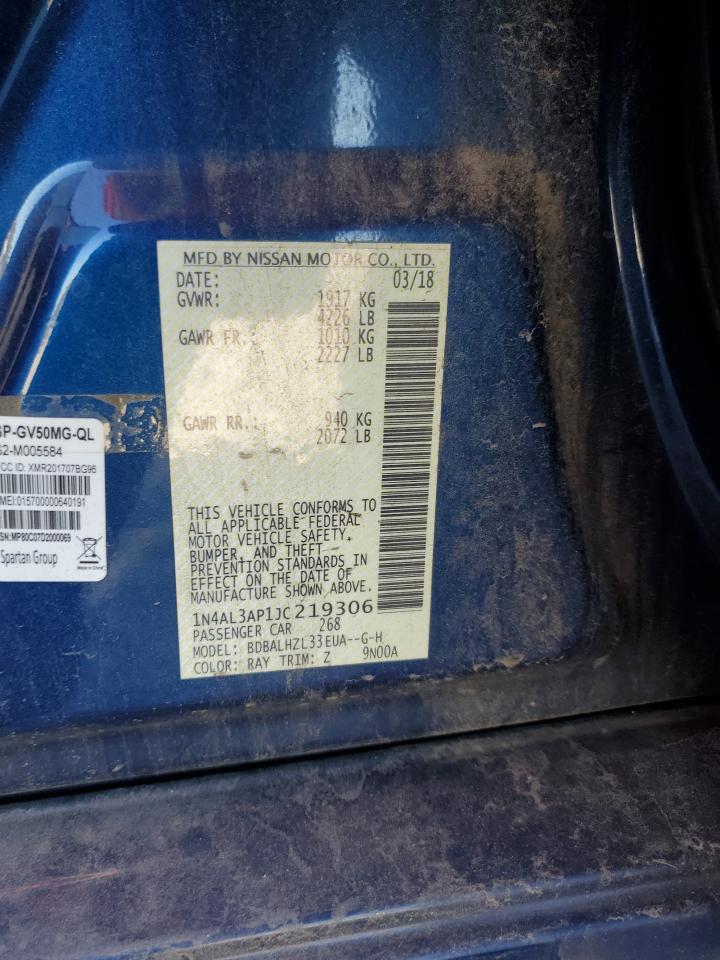 MFD.BY NISSAN MOTOR CO., LTD.
DATE: 03/18
GVWR: 1917 KG
4226 LB
GAWR FR.: 1010 KG
2227 LB
GAWR RR.: 940 KG
2072 LB
THIS VEHICLE CONFORMS TO
ALL APPLICABLE FEDERAL
MOTOR VEHICLE SAFETY,
BUMPER, AND THEFT
PREVENTION STANDARDS IN
EFFECT ON THE DATE OF
MANUFACTURE SHOWN ABOVE.
1N4AL3AP1JC219306
PASSENGER CAR 268
MODEL: BDBALHZL33EUA--G-H
COLOR: RAY TRIM: Z 9N00A
SP-GV50MG-QL
S2-M005584
FCC ID: XMR201707BG96
IMEI:015700000640191
SN:MP80C07D2000069
Spartan Group
Made in China